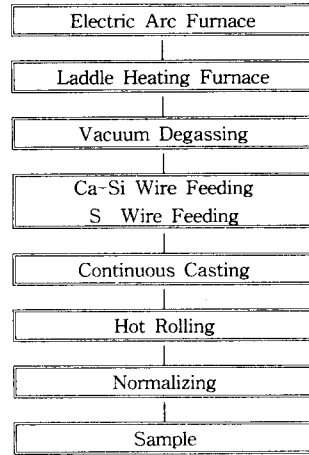 Electric Arc Furnace
Laddle Heating Furnace
Vacuum Degassing
Ca-Si Wire Feeding
S Wire Feeding
Continuous Casting
Hot Rolling
Normalizing
Sample